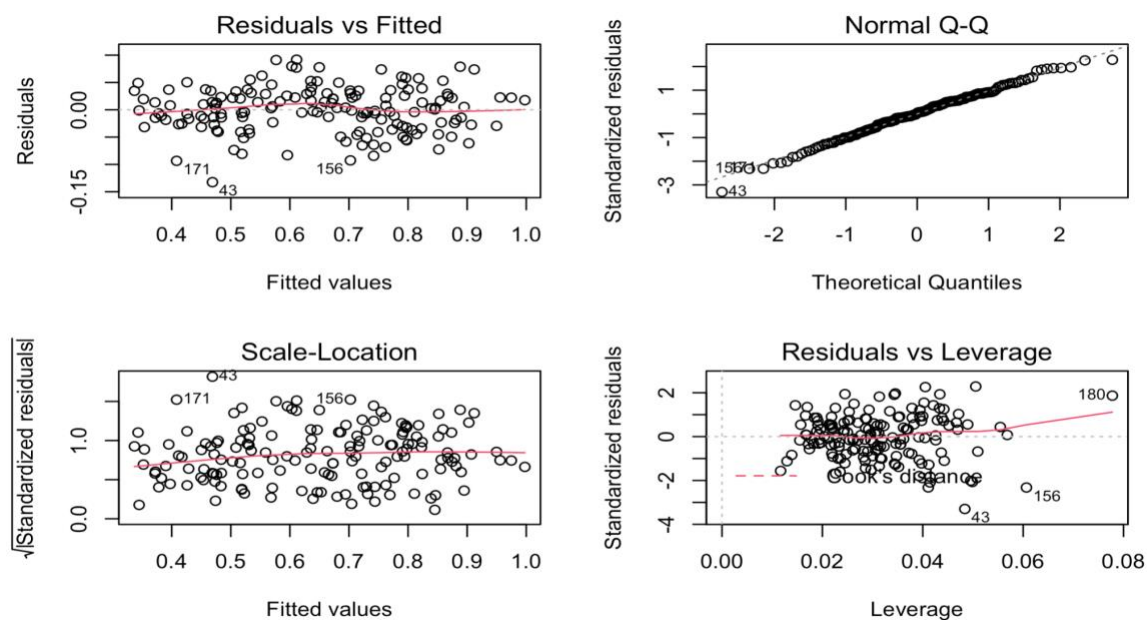 Residuals vs Fitted
Residuals
0.00
-0.15
171
43
156
0.4 0.5 0.6 0.7 0.8 0.9 1.0
Fitted values
Normal Q-Q
Standardized residuals
1
-1
-3
43
-2 -1 0 1 2
Theoretical Quantiles
Scale-Location
√|Standardized residuals|
1.0
0.0
43
171
156
0.4 0.5 0.6 0.7 0.8 0.9 1.0
Fitted values
Residuals vs Leverage
Standardized residuals
2
0
-2
-4
180
Cook's distance
156
43
0.00 0.02 0.04 0.06 0.08
Leverage